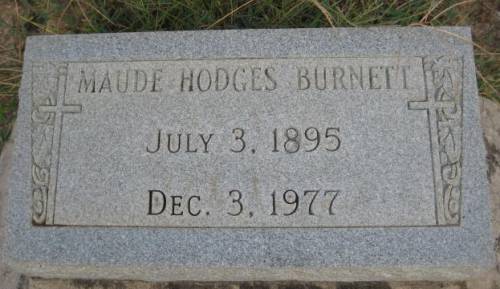 MAUDE HODGES BURNETT
JULY 3, 1895
DEC. 3, 1977